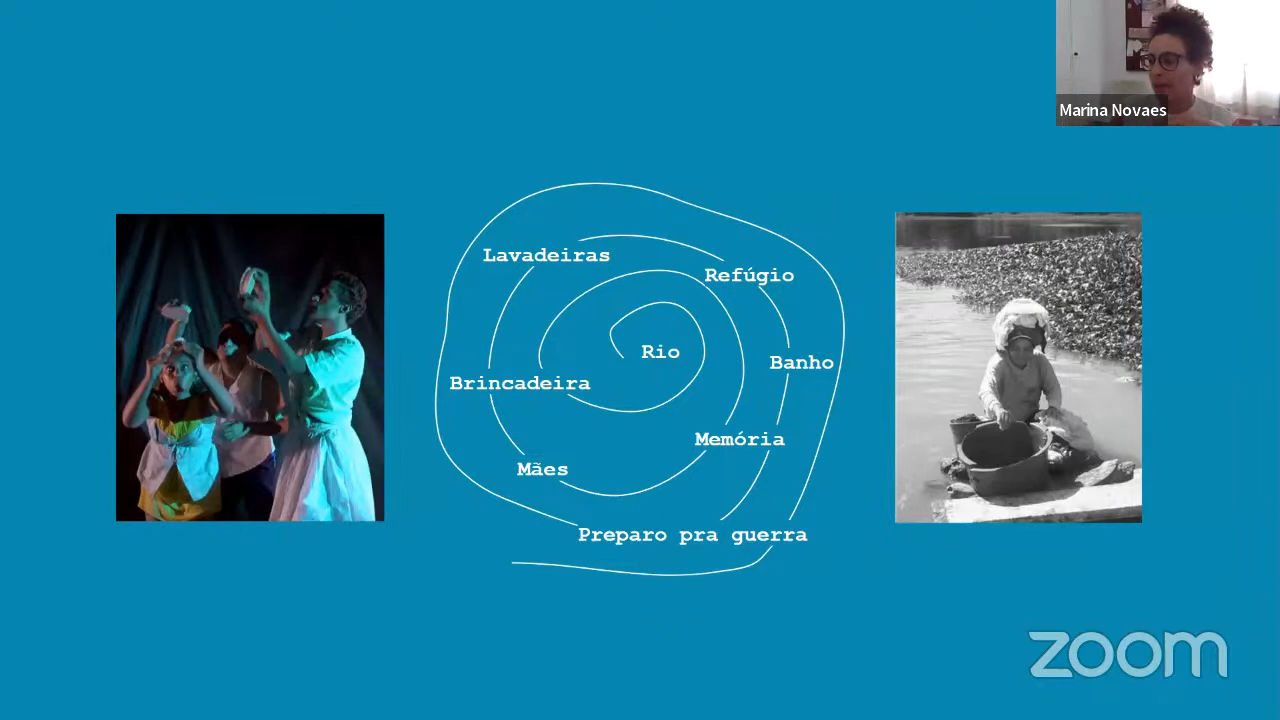 Marina Novaes
Lavadeiras
Refúgio
Rio
Banho
Brincadeira
Memória
Mães
Preparo pra guerra
zoom